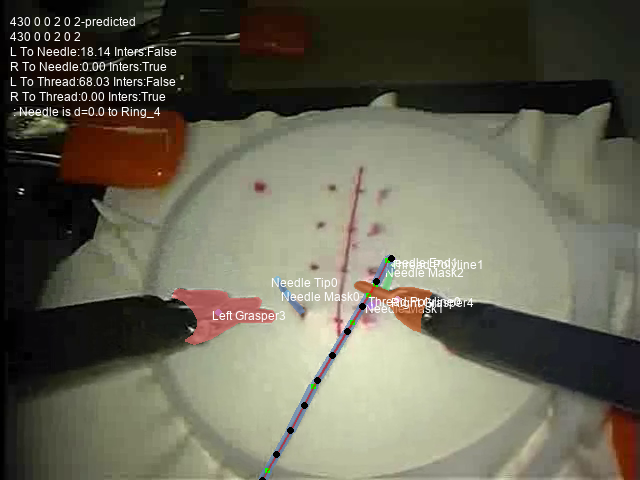 430 0 0 2 0 2-predicted
430 0 0 2 0 2
L To Needle:18.14 Inters:False
R To Needle:0.00 Inters:True
L To Thread:68.03 Inters:False
R To Thread:0.00 Inters:True
: Needle is d=0.0 to Ring_4
Thread Polyline1
Needle Mask2
Needle Tip0
Needle Mask0
Needle Mask1
Left Grasper3